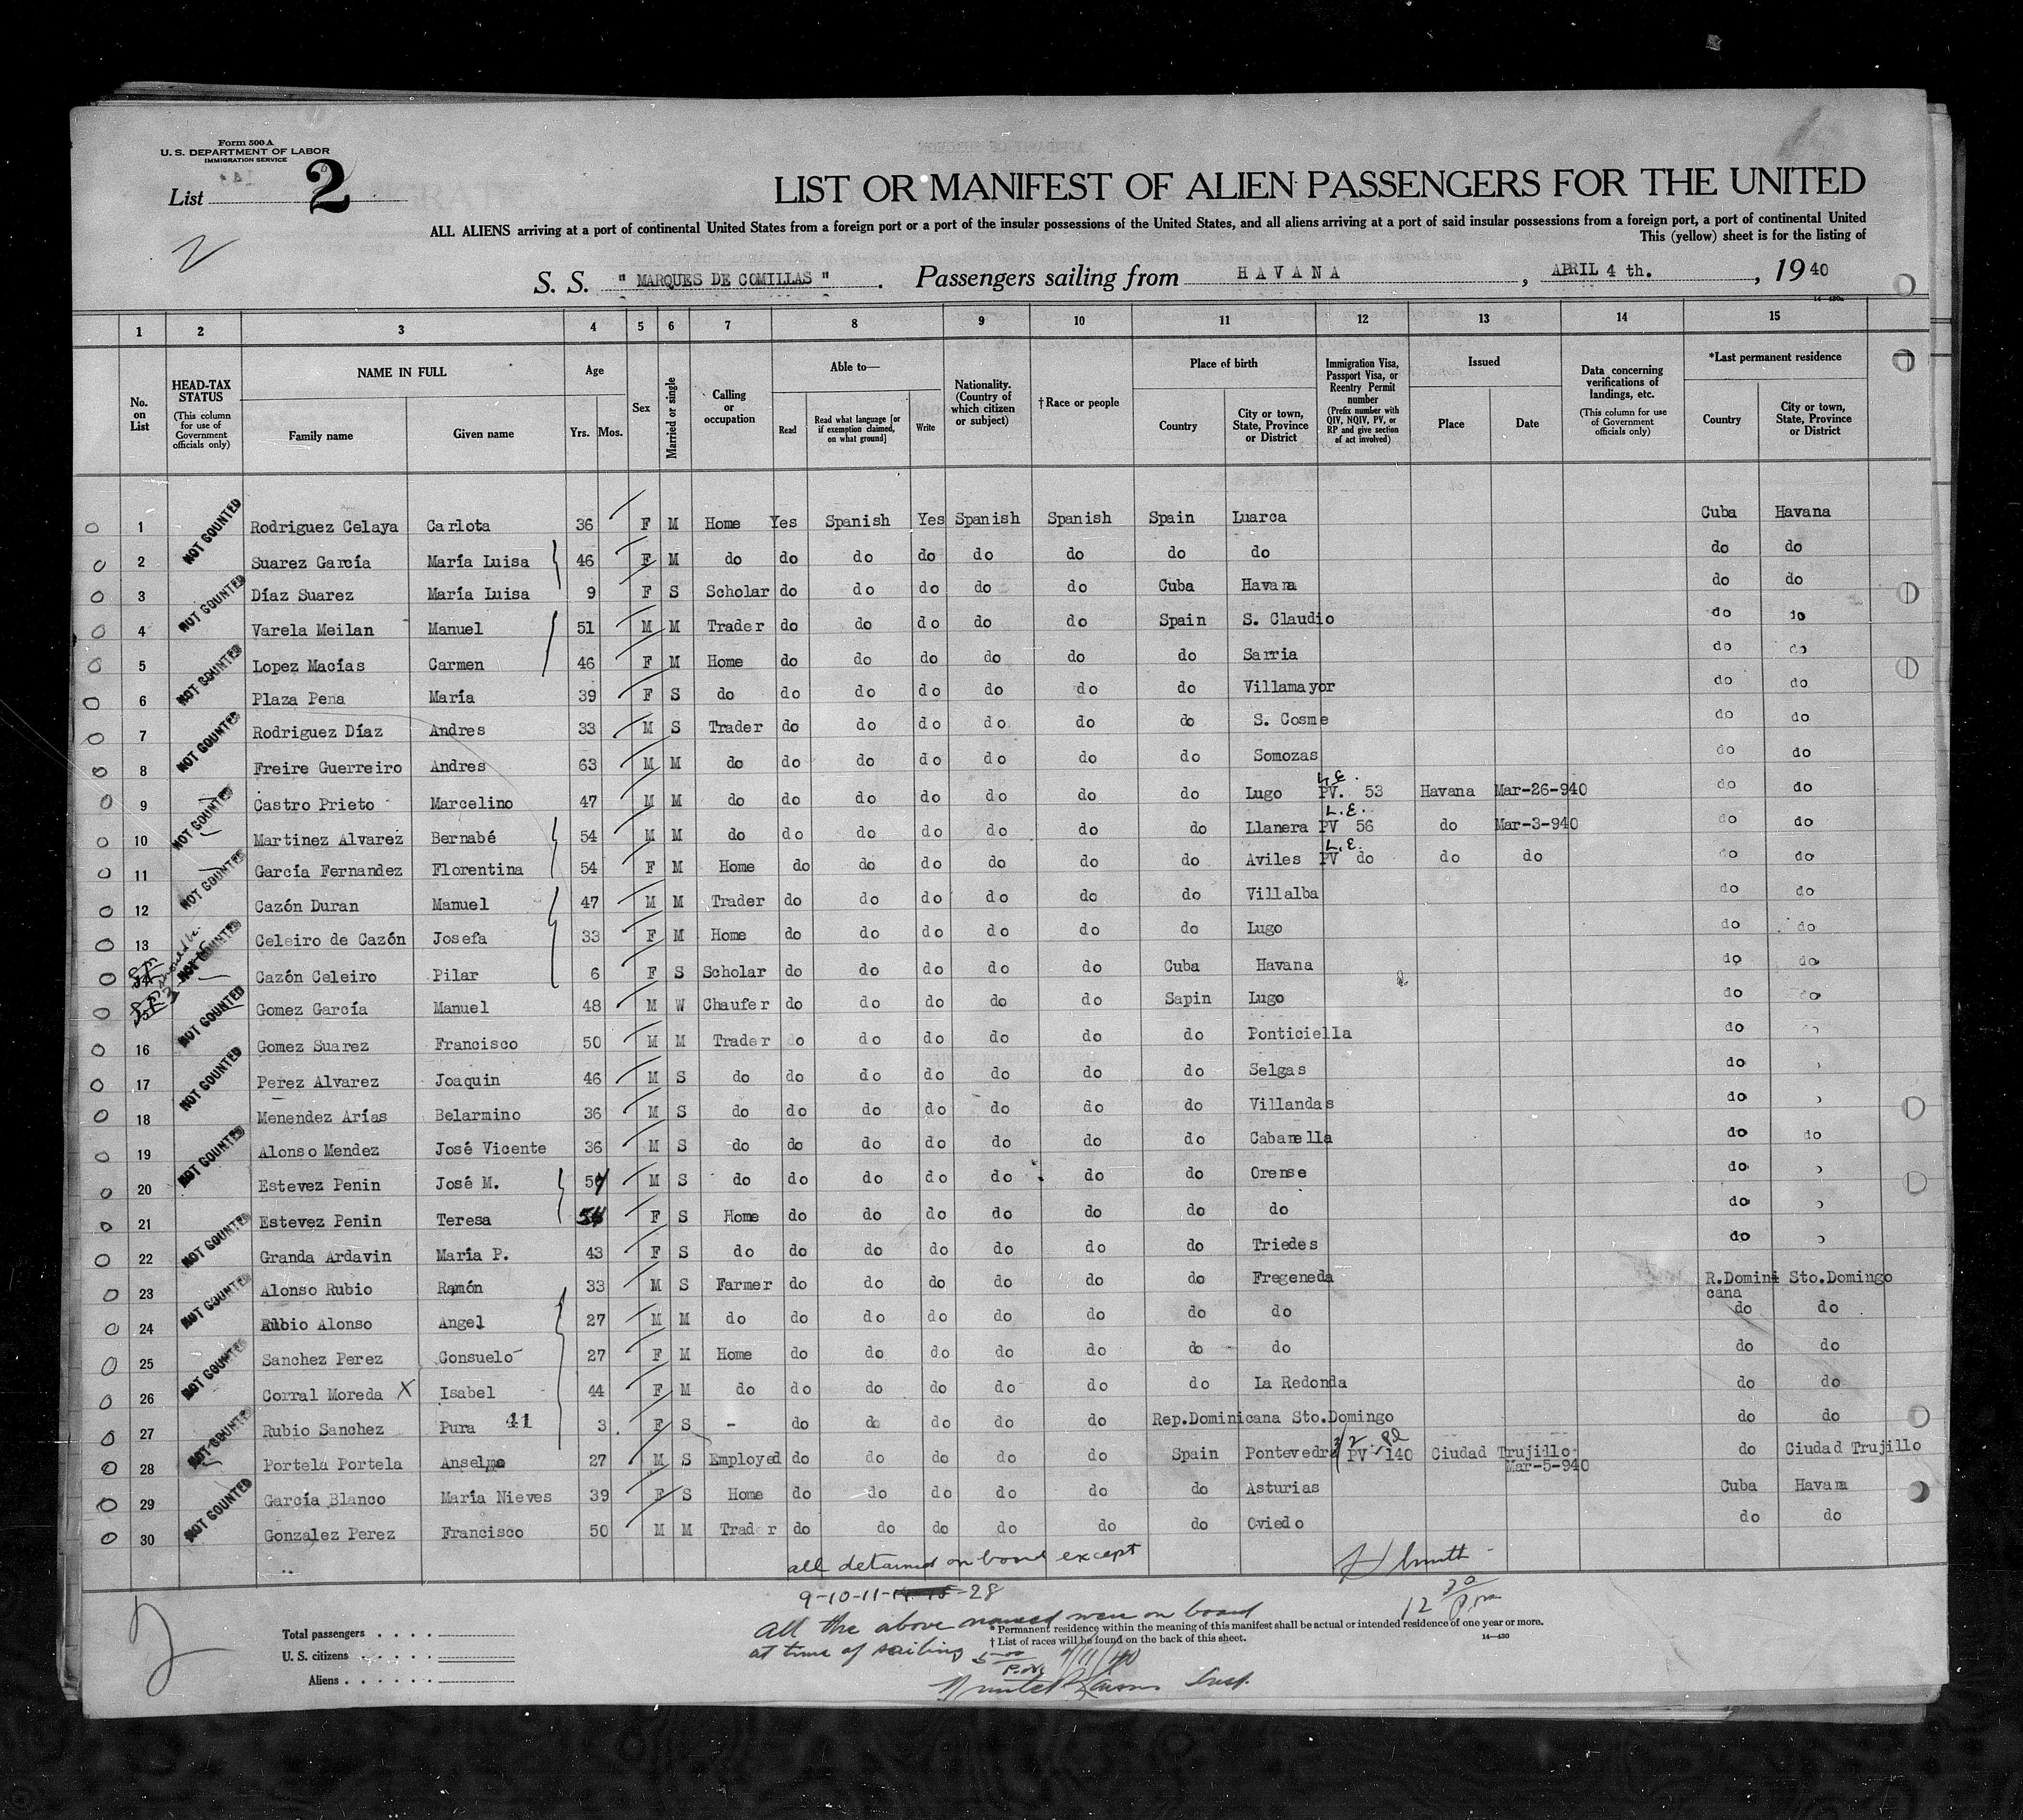 Form 500 A
U. S. DEPARTMENT OF LABOR
IMMIGRATION SERVICE
List 2
2
LIST OR MANIFEST OF ALIEN PASSENGERS FOR THE UNITED
ALL ALIENS arriving at a port of continental United States from a foreign port or a port of the insular possessions of the United States, and all aliens arriving at a port of said insular possessions from a foreign port, a port of continental United
This (yellow) sheet is for the listing of
S. S. " MARQUES DE COMILLAS " . Passengers sailing from HAVANA , APRIL 4 th. , 19 40
1 2 3 4 5 6 7 8 9 10 11 12 13 14 15
No. on List HEAD-TAX STATUS (This column for use of Government officials only) NAME IN FULL Family name Given name Age Yrs. Mos. Sex Married or single Calling or occupation Able to— Read Read what language [or if exemption claimed, on what ground] Write Nationality. (Country of which citizen or subject) † Race or people Place of birth Country City or town, State, Province or District Immigration Visa, Passport Visa, or Reentry Permit number (Prefix number with QIV, NQIV, PV, or RP and give section of act involved) Issued Place Date Data concerning verifications of landings, etc. (This column for use of Government officials only) *Last permanent residence Country City or town, State, Province or District
1 NOT COUNTED Rodriguez Celaya Carlota 36 F M Home Yes Spanish Yes Spanish Spanish Spain Luarca Cuba Havana
2 Suarez García María Luisa 46 F M do do do do do do do do do do
3 NOT COUNTED Díaz Suarez María Luisa 9 F S Scholar do do do do do Cuba Havana do do
4 Varela Meilan Manuel 51 M M Trader do do do do do Spain S. Claudio do do
5 NOT COUNTED Lopez Macías Carmen 46 F M Home do do do do do do Sarria do do
6 Plaza Pena María 39 F S do do do do do do do Villamayor do do
7 NOT COUNTED Rodriguez Díaz Andres 33 M S Trader do do do do do do S. Cosme do do
8 Freire Guerreiro Andres 63 M M do do do do do do do Somozas do do
9 NOT COUNTED Castro Prieto Marcelino 47 M M do do do do do do do Lugo L.E. PV. 53 Havana Mar-26-940 do do
10 Martinez Alvarez Bernabé 54 M M do do do do do do do Llanera L.E. PV 56 do Mar-3-940 do do
11 NOT COUNTED García Fernandez Florentina 54 F M Home do do do do do do Aviles L.E. PV do do do do do
12 Cazón Duran Manuel 47 M M Trader do do do do do do Villalba do do
13 NOT COUNTED Celeiro de Cazón Josefa 33 F M Home do do do do do do Lugo do do
Cazón Celeiro Pilar 6 F S Scholar do do do do do Cuba Havana do do
NOT COUNTED Gomez García Manuel 48 M W Chaufer do do do do do Sapin Lugo do do
16 Gomez Suarez Francisco 50 M M Trader do do do do do do Ponticiella do
17 NOT COUNTED Perez Alvarez Joaquin 46 M S do do do do do do do Selgas do
18 Menendez Arías Belarmino 36 M S do do do do do do do Villandas do
19 NOT COUNTED Alonso Mendez José Vicente 36 M S do do do do do do do Cabanella do do
20 Estevez Penin José M. 54 M S do do do do do do do Orense do
21 NOT COUNTED Estevez Penin Teresa 54 F S Home do do do do do do do do
22 Granda Ardavin María P. 43 F S do do do do do do do Triedes do
23 NOT COUNTED Alonso Rubio Ramón 33 M S Farmer do do do do do do Fregeneda R.Domini Sto.Domingo
cana
24 Rubio Alonso Angel 27 M M do do do do do do do do do do
25 NOT COUNTED Sanchez Perez Consuelo 27 F M Home do do do do do do do do do
26 Corral Moreda X Isabel 44 F M do do do do do do do La Redonda do do
27 NOT COUNTED Rubio Sanchez Pura 41 3 F S - do do do do do Rep.Dominicana Sto.Domingo do do
28 Portela Portela Anselmo 27 M S Employed do do do do do Spain Pontevedra PV 140 Ciudad Trujillo do Ciudad Trujillo
Mar-5-940
29 NOT COUNTED García Blanco María Nieves 39 F S Home do do do do do do Asturias Cuba Havana
30 Gonzalez Perez Francisco 50 M M Trader do do do do do do Oviedo do do
all detained on board except
9-10-11-14-15-28
12 30 P.m
All the above named were on board
at time of sailing 5 00 P.M.
Total passengers
U. S. citizens
Aliens
* Permanent residence within the meaning of this manifest shall be actual or intended residence of one year or more.
† List of races will be found on the back of this sheet.
14—430
Insp.